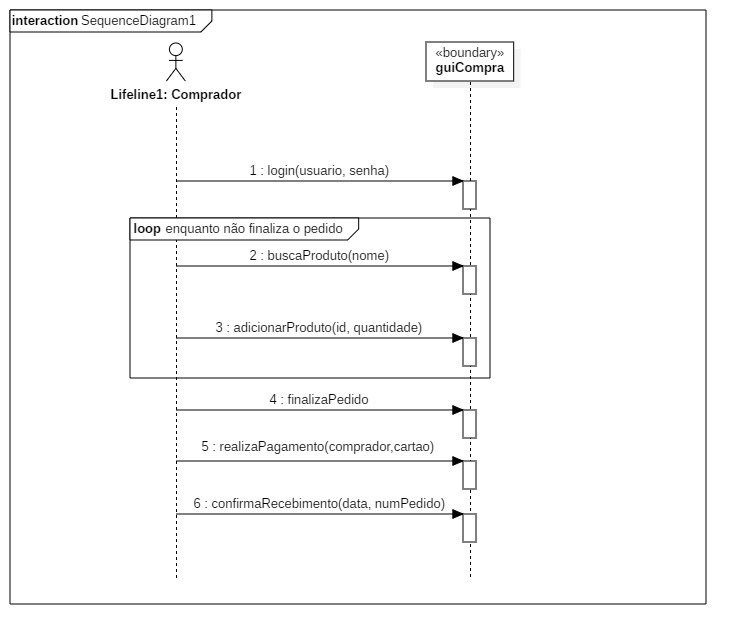 interaction SequenceDiagram1
«boundary»
guiCompra
Lifeline1: Comprador
1 : login(usuario, senha)
loop enquanto não finaliza o pedido
2 : buscaProduto(nome)
3 : adicionarProduto(id, quantidade)
4 : finalizaPedido
5 : realizaPagamento(comprador,cartao)
6 : confirmaRecebimento(data, numPedido)